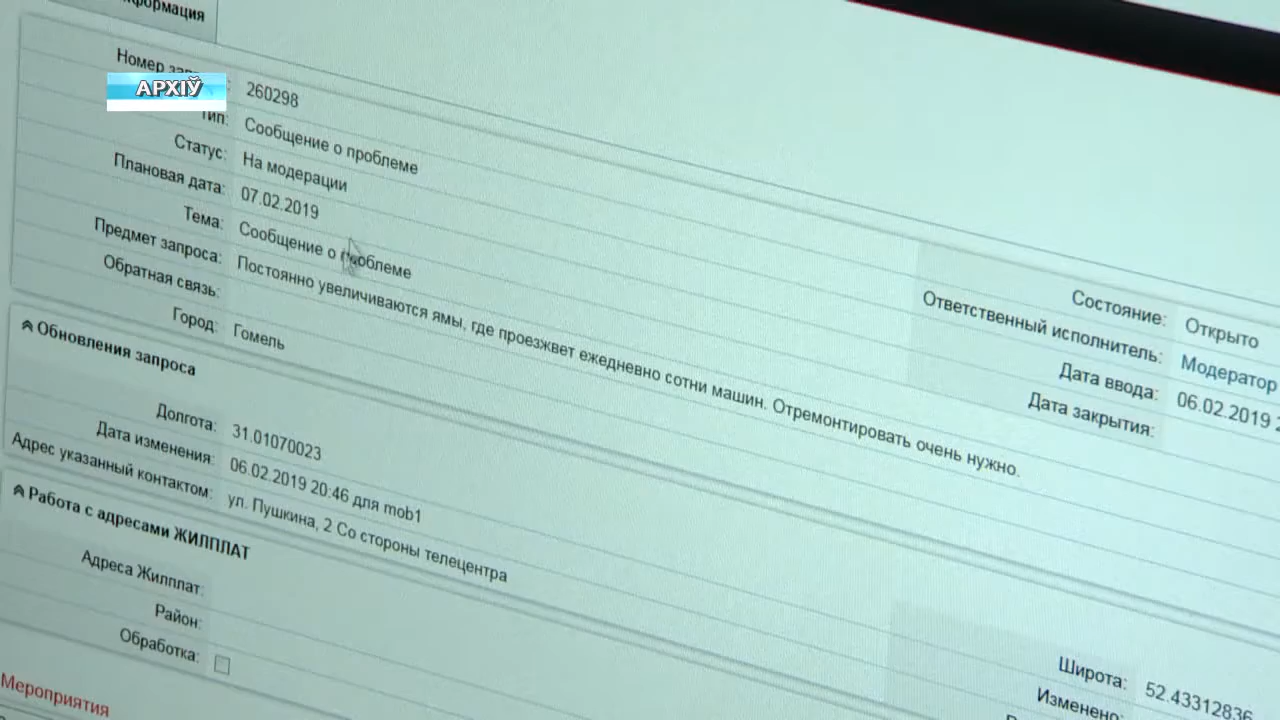 АРХІЎ
260298
Тип: Сообщение о проблеме
Статус: На модерации
Плановая дата: 07.02.2019
Тема: Сообщение о проблеме
Предмет запроса: Постоянно увеличиваются ямы, где проезжвет ежедневно сотни машин. Отремонтировать очень нужно.
Обратная связь:
Город: Гомель
Состояние: Открыто
Ответственный исполнитель: Модератор
Дата ввода: 06.02.2019
Дата закрытия:
Обновления запроса
Долгота: 31.01070023
Дата изменения: 06.02.2019 20:46 для mob1
Адрес указанный контактом: ул. Пушкина, 2 Со стороны телецентра
Работа с адресами ЖИЛПЛАТ
Адреса Жилплат:
Район:
Обработка:
Широта: 52.43312836
Изменено:
Мероприятия